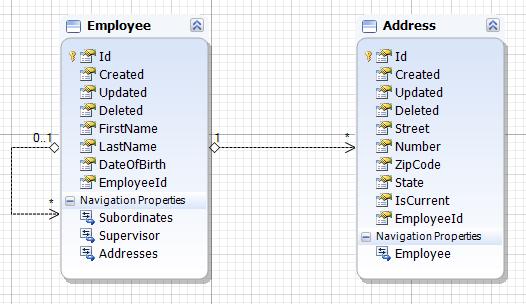 Employee
Id
Created
Updated
Deleted
FirstName
LastName
DateOfBirth
EmployeeId
Navigation Properties
Subordinates
Supervisor
Addresses
0..1
*
1
*
Address
Id
Created
Updated
Deleted
Street
Number
ZipCode
State
IsCurrent
EmployeeId
Navigation Properties
Employee